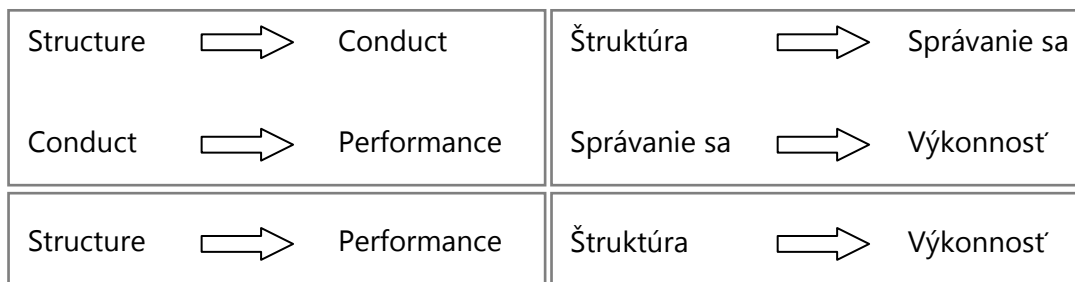 Structure Conduct Štruktúra Správanie sa
Conduct Performance Správanie sa Výkonnosť
Structure Performance Štruktúra Výkonnosť